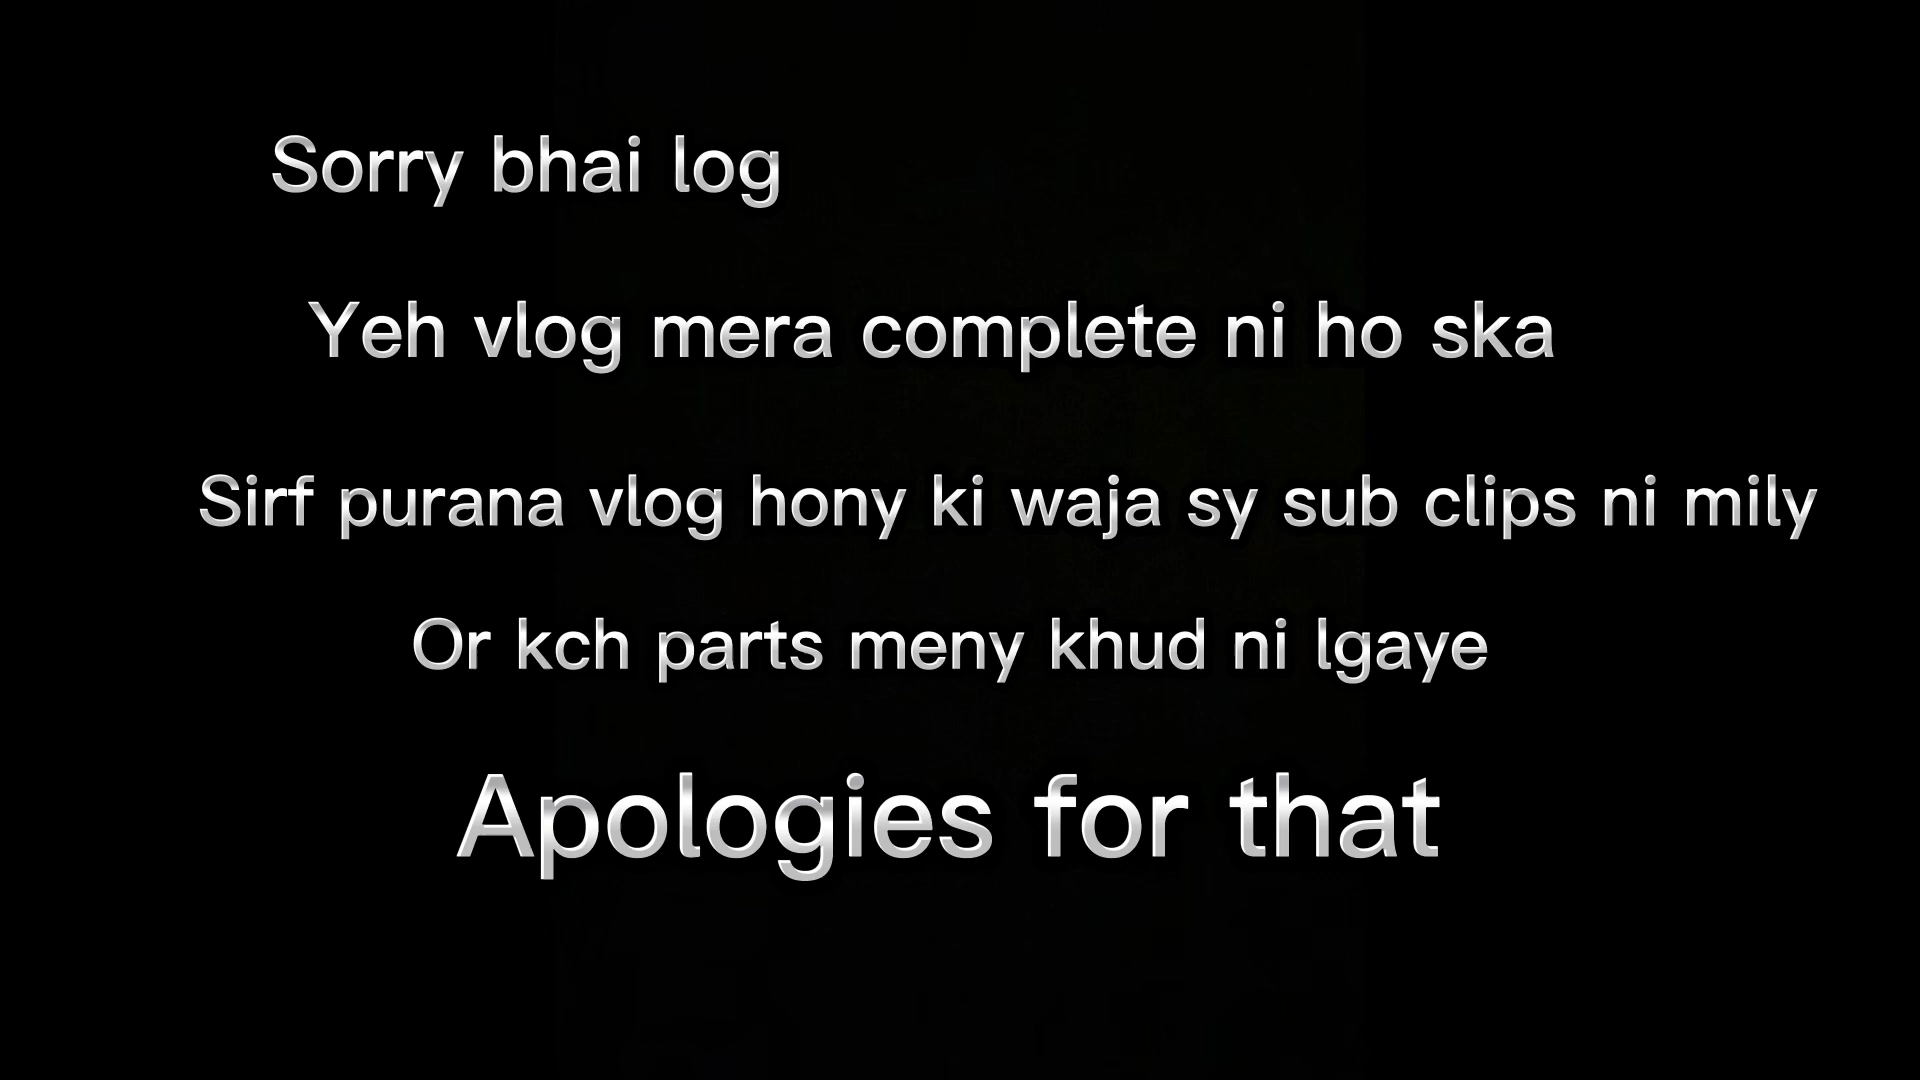 Sorry bhai log
Yeh vlog mera complete ni ho ska
Sirf purana vlog hony ki waja sy sub clips ni mily
Or kch parts meny khud ni lgaye
Apologies for that